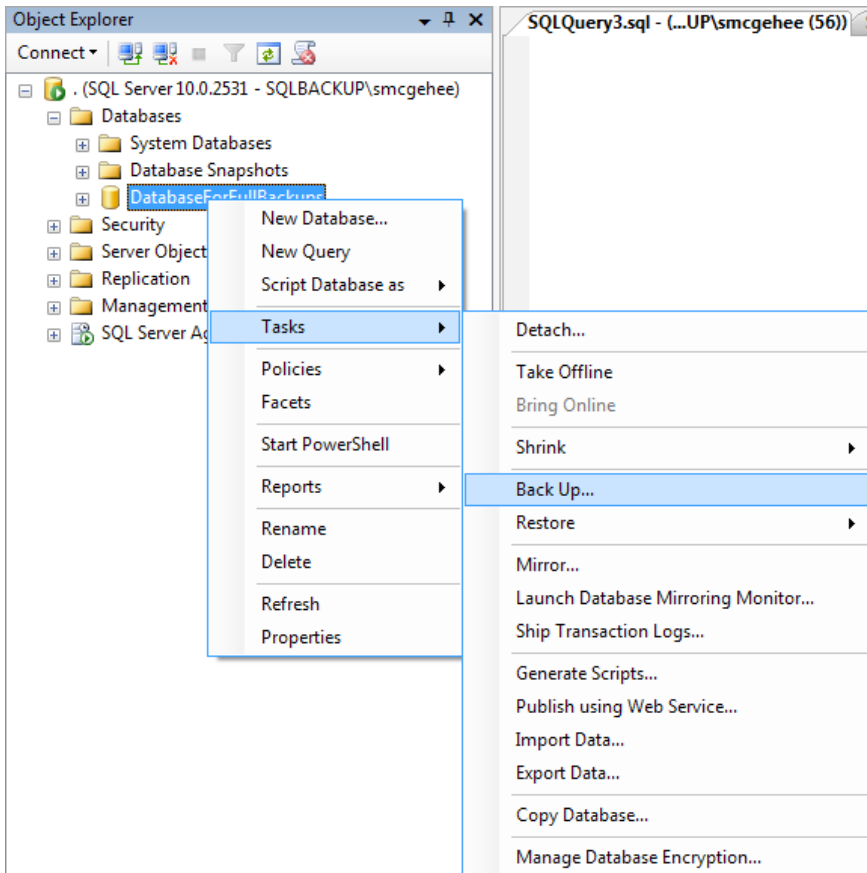 Object Explorer
SQLQuery3.sql - (...UP\smcgehee (56))
Connect
. (SQL Server 10.0.2531 - SQLBACKUP\smcgehee)
Databases
System Databases
Database Snapshots
DatabaseForFullBackups
Security
Server Object
Replication
Management
SQL Server Ag
New Database...
New Query
Script Database as
Tasks
Policies
Facets
Start PowerShell
Reports
Rename
Delete
Refresh
Properties
Detach...
Take Offline
Bring Online
Shrink
Back Up...
Restore
Mirror...
Launch Database Mirroring Monitor...
Ship Transaction Logs...
Generate Scripts...
Publish using Web Service...
Import Data...
Export Data...
Copy Database...
Manage Database Encryption...